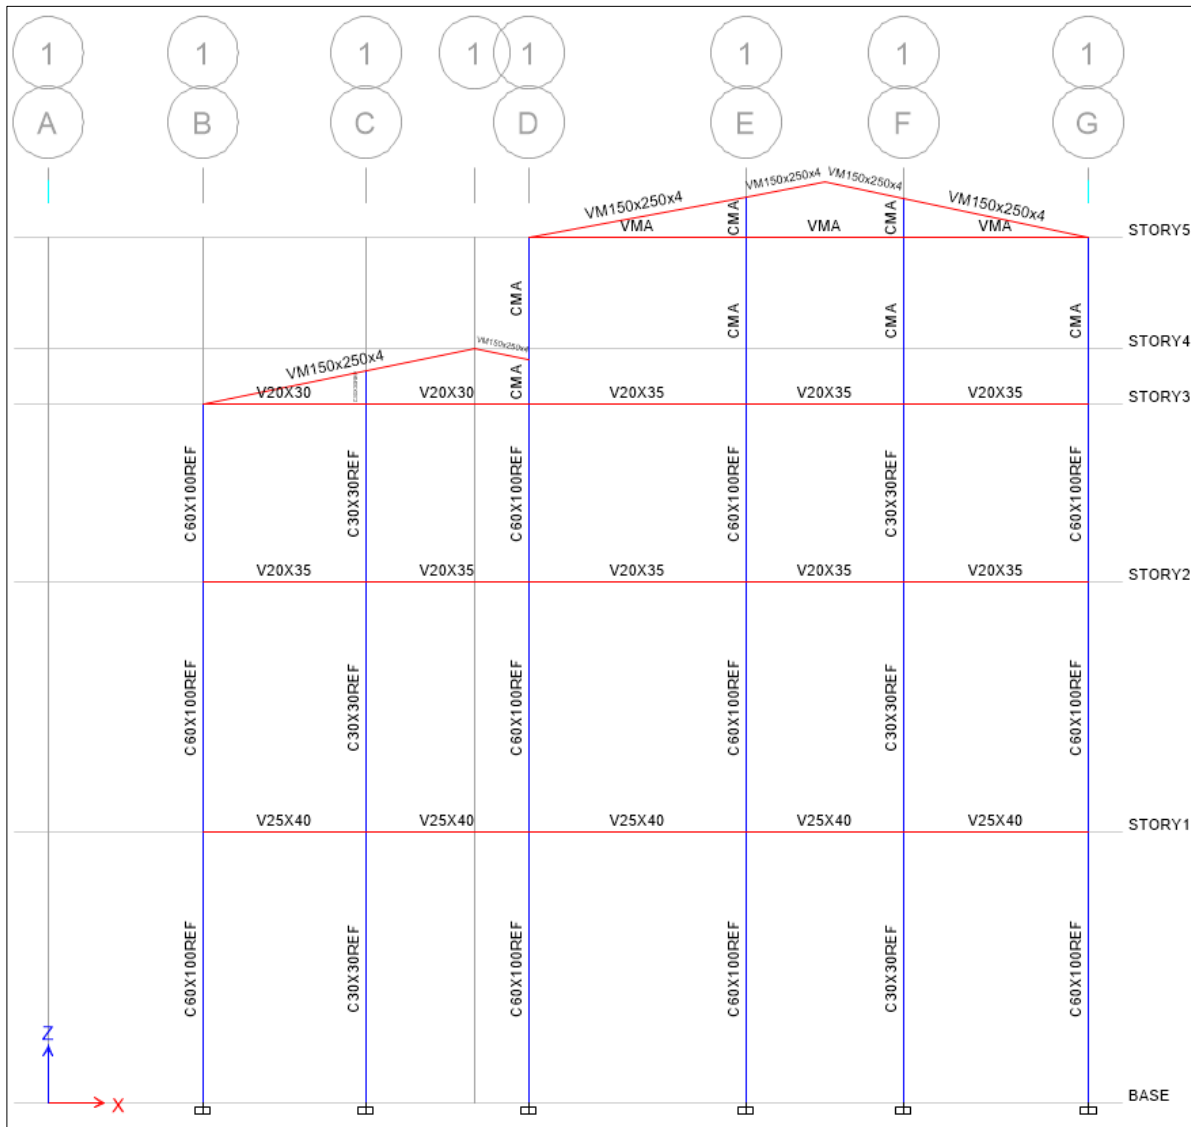 1 1 1 1 1 1 1 1
A B C D E F G
VM150x250x4 VM150x250x4
VM150x250x4 CMA CMA VM150x250x4
VMA VMA VMA STORY5
CMA CMA CMA CMA
VM150x250x4 STORY4
VM150x250x4
V20X30 V20X30 CMA V20X35 V20X35 V20X35 STORY3
C60X100REF C30X30REF C60X100REF C60X100REF C30X30REF C60X100REF
V20X35 V20X35 V20X35 V20X35 V20X35 STORY2
C60X100REF C30X30REF C60X100REF C60X100REF C30X30REF C60X100REF
V25X40 V25X40 V25X40 V25X40 V25X40 STORY1
C60X100REF C30X30REF C60X100REF C60X100REF C30X30REF C60X100REF
Z
X BASE